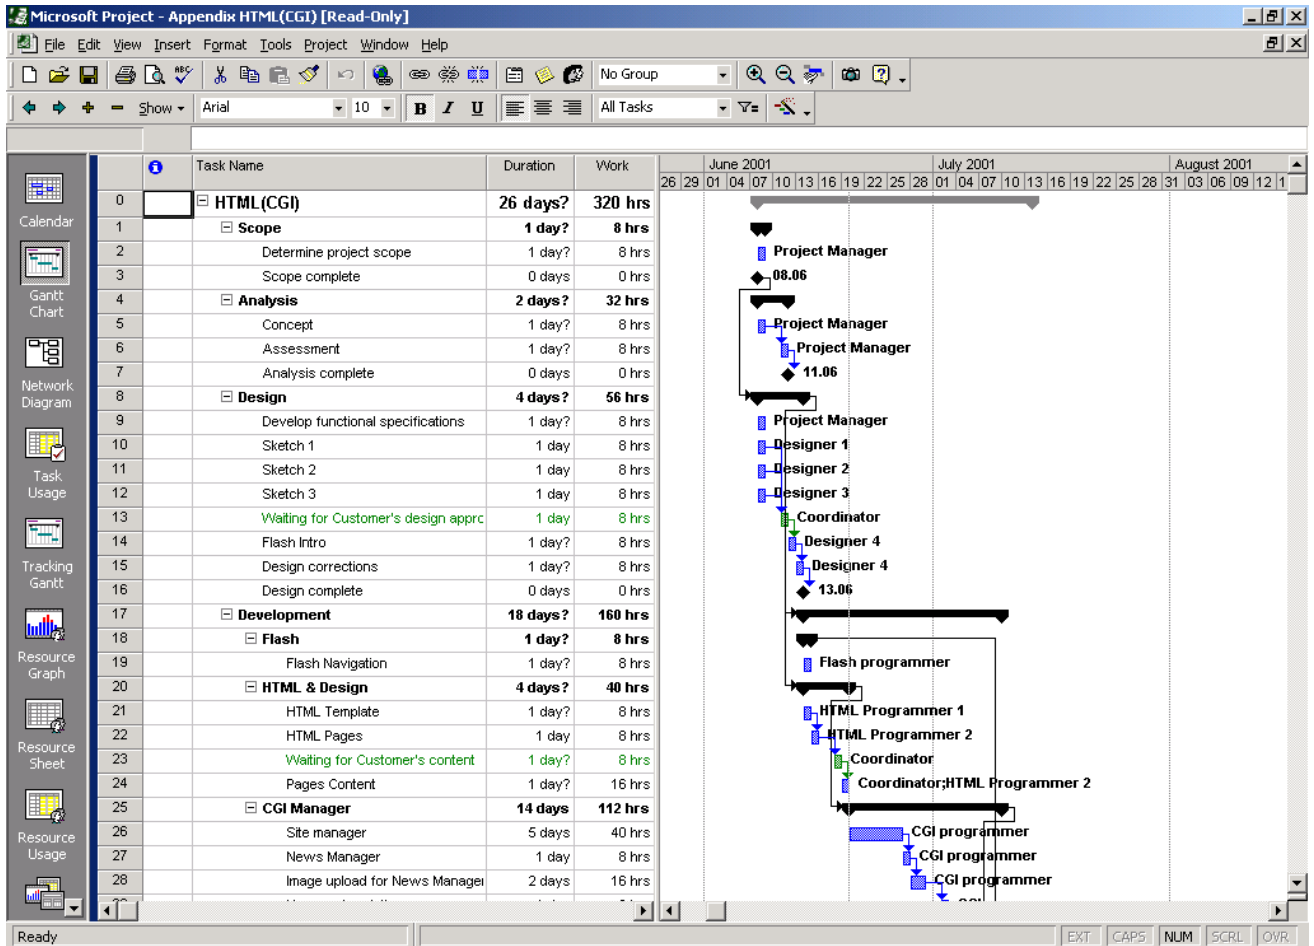 Microsoft Project - Appendix HTML(CGI) [Read-Only]
File Edit View Insert Format Tools Project Window Help
No Group
Show Arial 10 B I U All Tasks
Task Name Duration Work June 2001 July 2001 August 2001
26 29 01 04 07 10 13 16 19 22 25 28 01 04 07 10 13 16 19 22 25 28 31 03 06 09 12 1
0 HTML(CGI) 26 days? 320 hrs
1 Scope 1 day? 8 hrs
2 Determine project scope 1 day? 8 hrs Project Manager
3 Scope complete 0 days 0 hrs 08.06
4 Analysis 2 days? 32 hrs
5 Concept 1 day? 8 hrs Project Manager
6 Assessment 1 day? 8 hrs Project Manager
7 Analysis complete 0 days 0 hrs 11.06
8 Design 4 days? 56 hrs
9 Develop functional specifications 1 day? 8 hrs Project Manager
10 Sketch 1 1 day 8 hrs Designer 1
11 Sketch 2 1 day 8 hrs Designer 2
12 Sketch 3 1 day 8 hrs Designer 3
13 Waiting for Customer's design appro 1 day 8 hrs Coordinator
14 Flash Intro 1 day? 8 hrs Designer 4
15 Design corrections 1 day? 8 hrs Designer 4
16 Design complete 0 days 0 hrs 13.06
17 Development 18 days? 160 hrs
18 Flash 1 day? 8 hrs
19 Flash Navigation 1 day? 8 hrs Flash programmer
20 HTML & Design 4 days? 40 hrs
21 HTML Template 1 day? 8 hrs HTML Programmer 1
22 HTML Pages 1 day 8 hrs HTML Programmer 2
23 Waiting for Customer's content 1 day? 8 hrs Coordinator
24 Pages Content 1 day? 16 hrs Coordinator;HTML Programmer 2
25 CGI Manager 14 days 112 hrs
26 Site manager 5 days 40 hrs CGI programmer
27 News Manager 1 day 8 hrs CGI programmer
28 Image upload for News Manager 2 days 16 hrs CGI programmer
Calendar
Gantt
Chart
Network
Diagram
Task
Usage
Tracking
Gantt
Resource
Graph
Resource
Sheet
Resource
Usage
Ready EXT CAPS NUM SCRL OVR